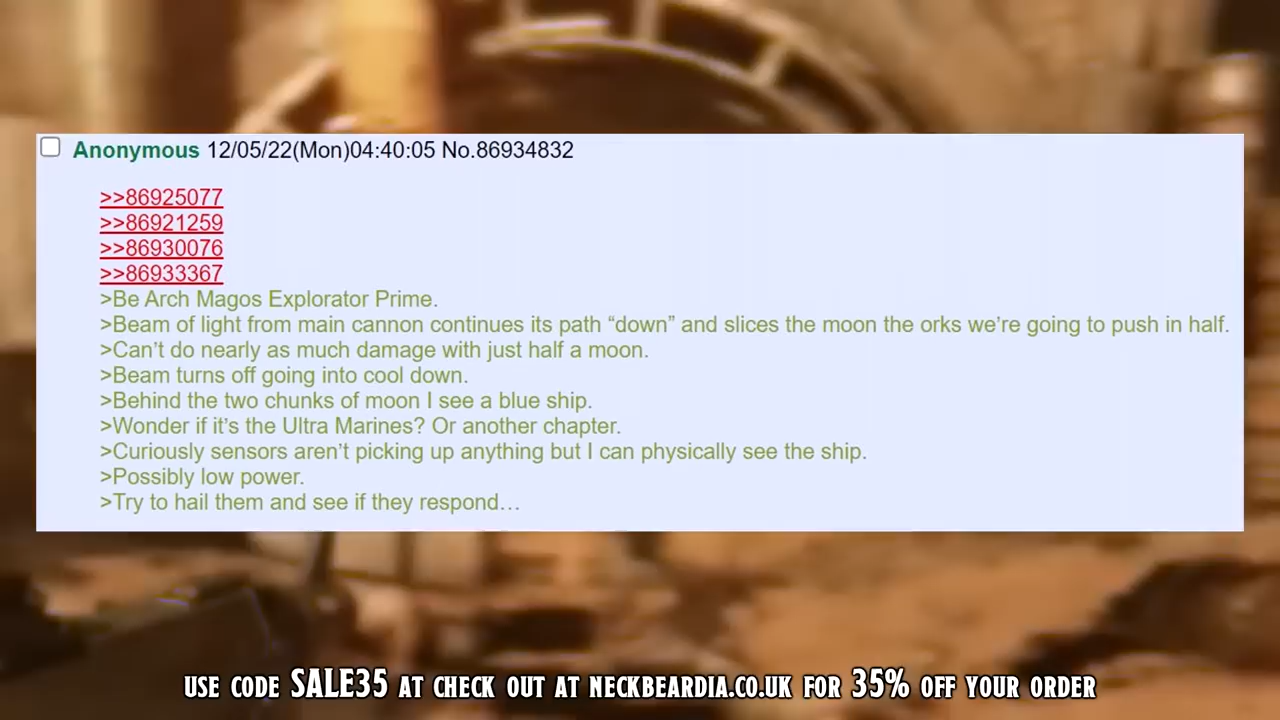 Anonymous 12/05/22(Mon)04:40:05 No.86934832
>>86925077
>>86921259
>>86930076
>>86933367
>Be Arch Magos Explorator Prime.
>Beam of light from main cannon continues its path “down” and slices the moon the orks we’re going to push in half.
>Can’t do nearly as much damage with just half a moon.
>Beam turns off going into cool down.
>Behind the two chunks of moon I see a blue ship.
>Wonder if it’s the Ultra Marines? Or another chapter.
>Curiously sensors aren’t picking up anything but I can physically see the ship.
>Possibly low power.
>Try to hail them and see if they respond…
USE CODE SALE35 AT CHECK OUT AT NECKBEARDIA.CO.UK FOR 35% OFF YOUR ORDER